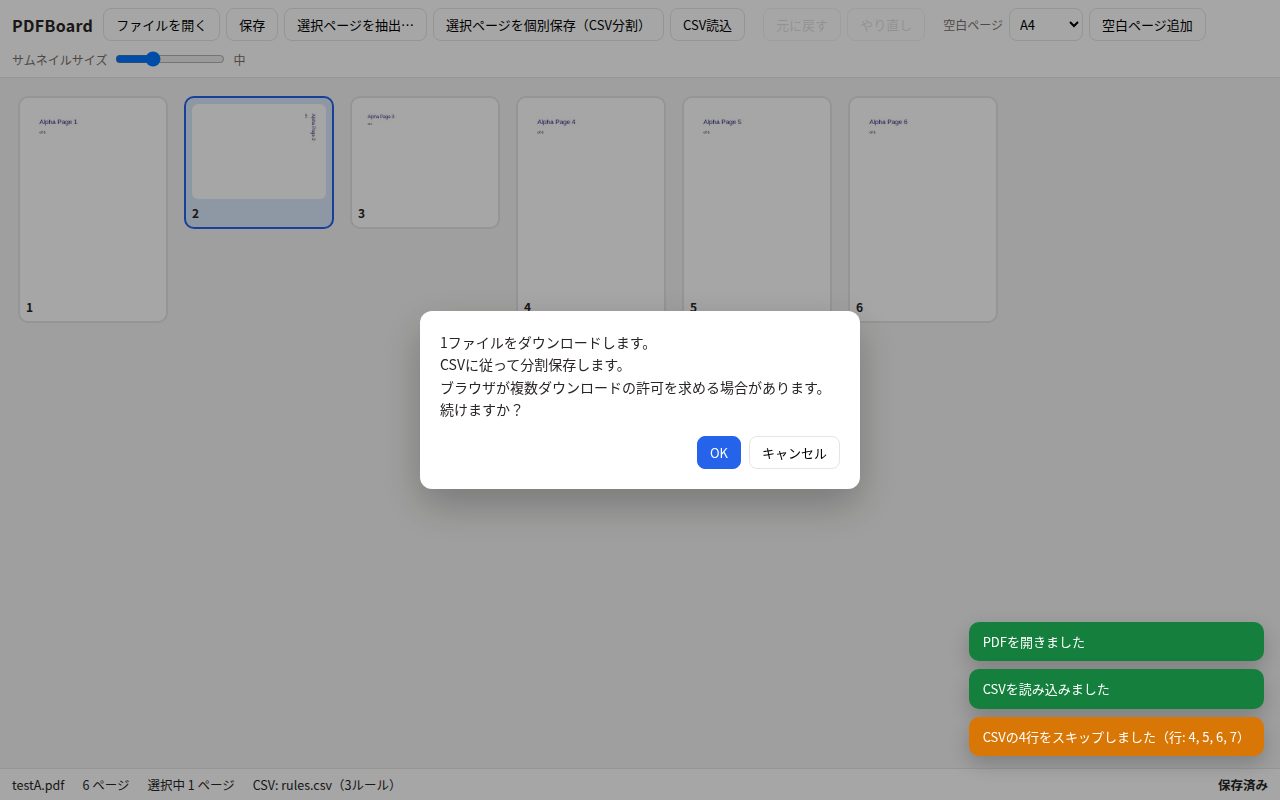 PDFBoard ファイルを開く 保存 選択ページを抽出… 選択ページを個別保存（CSV分割） CSV読込 元に戻す やり直し 空白ページ A4 空白ページ追加
サムネイルサイズ 中
Alpha Page 1
Alpha Page 2
Alpha Page 3
Alpha Page 4
Alpha Page 5
Alpha Page 6
2
3
1
4
5
6
1ファイルをダウンロードします。
CSVに従って分割保存します。
ブラウザが複数ダウンロードの許可を求める場合があります。
続けますか？
OK キャンセル
PDFを開きました
CSVを読み込みました
CSVの4行をスキップしました（行: 4, 5, 6, 7）
testA.pdf 6 ページ 選択中 1 ページ CSV: rules.csv（3ルール） 保存済み